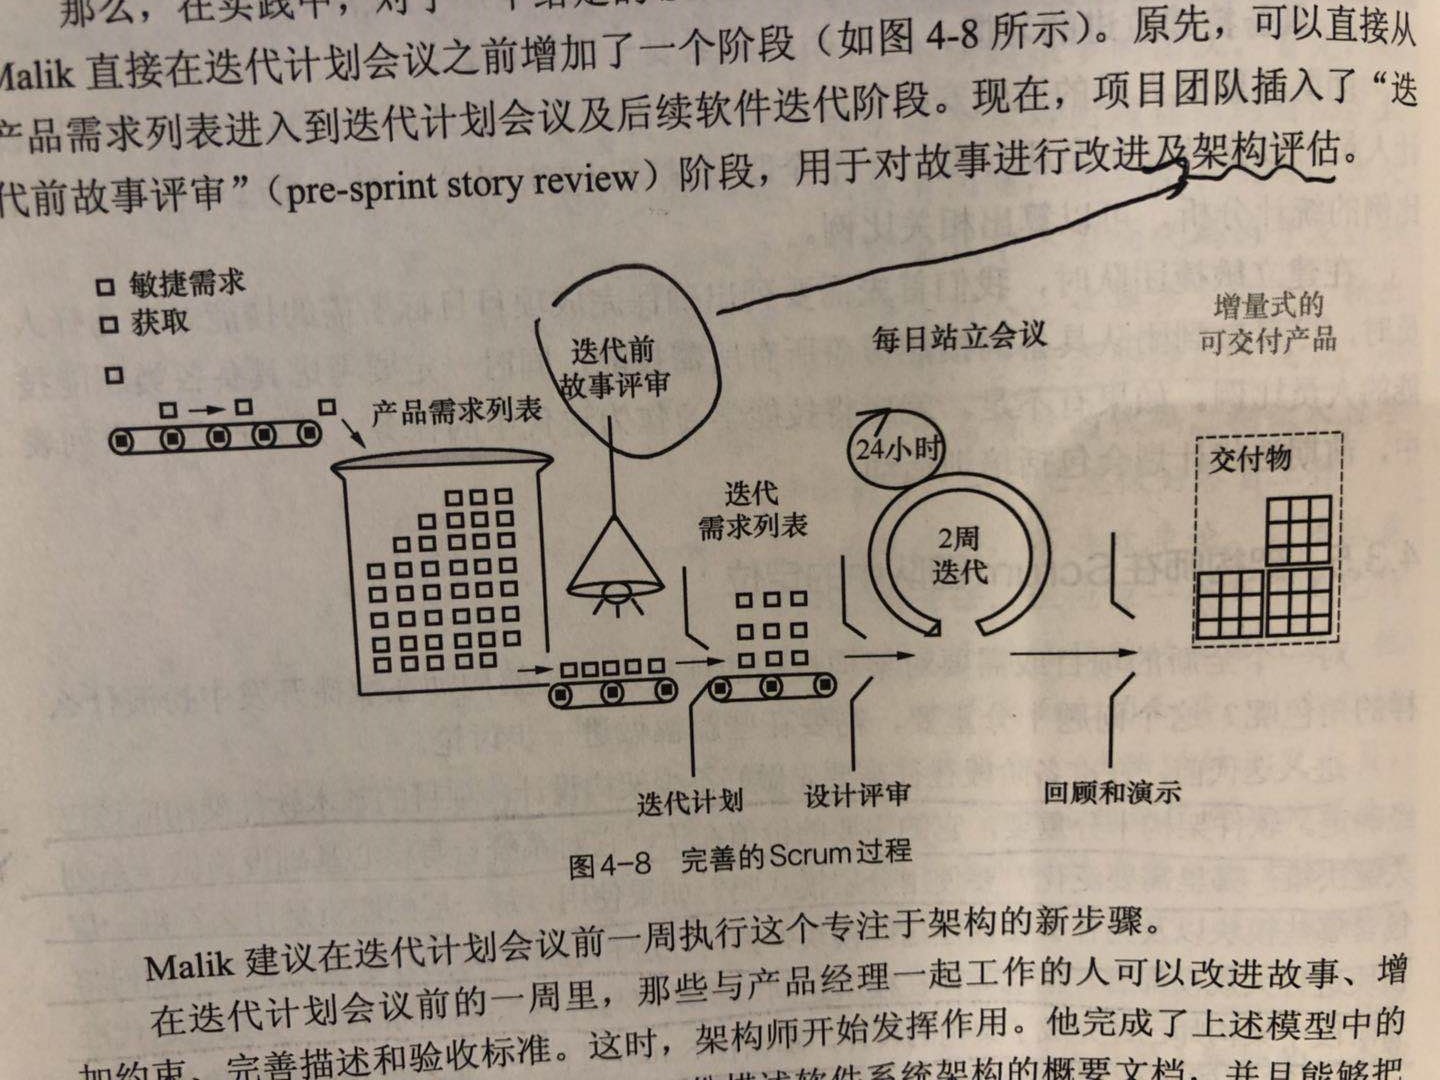 那么，在实践中，对于一个给定的
Malik 直接在迭代计划会议之前增加了一个阶段（如图 4-8 所示）。原先，可以直接从
产品需求列表进入到迭代计划会议及后续软件迭代阶段。现在，项目团队插入了“迭
代前故事评审”（pre-sprint story review）阶段，用于对故事进行改进及架构评估。
敏捷需求
获取
产品需求列表
迭代前
故事评审
每日站立会议
增量式的
可交付产品
24小时
迭代
需求列表
2周
迭代
交付物
迭代计划
设计评审
回顾和演示
图4-8 完善的Scrum过程
Malik 建议在迭代计划会议前一周执行这个专注于架构的新步骤。
在迭代计划会议前的一周里，那些与产品经理一起工作的人可以改进故事、增
加约束、完善描述和验收标准。这时，架构师开始发挥作用。他完成了上述模型中的
描述软件系统架构的概要文档，并且能够把